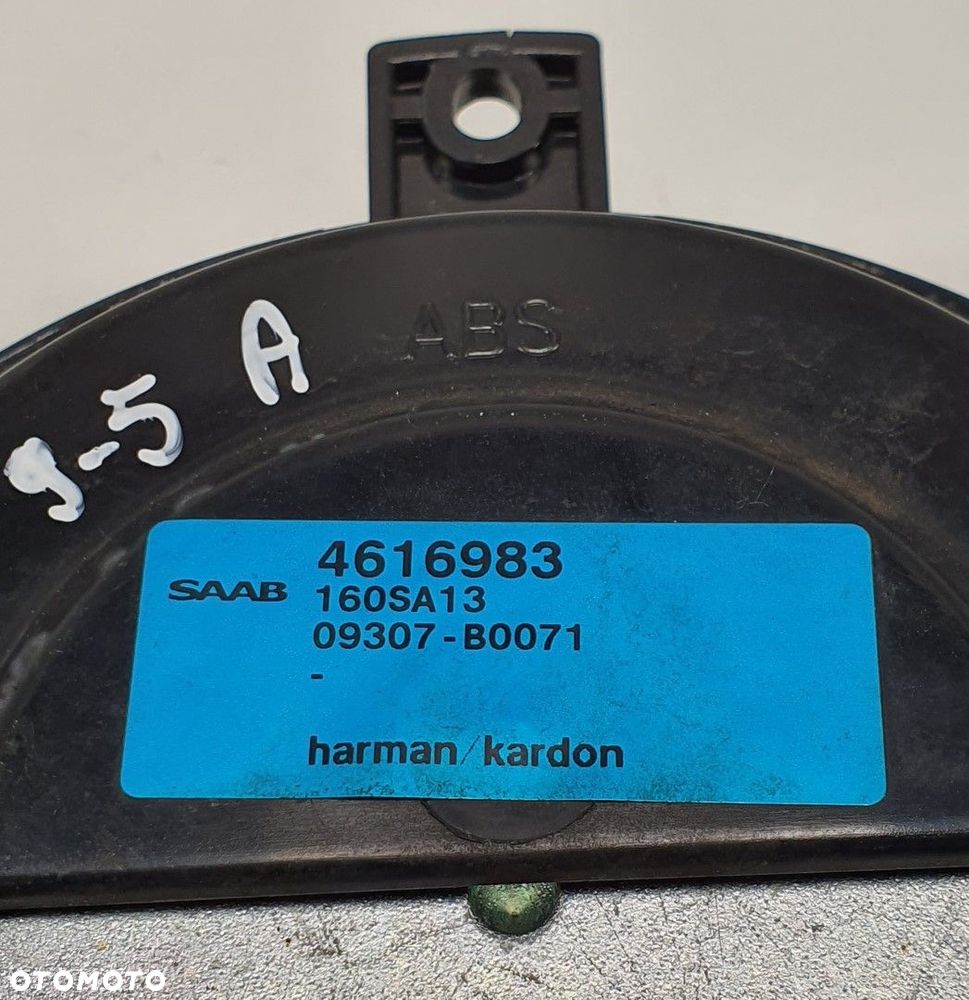 ABS
9-5 A
4616983
SAAB 160SA13
09307-B0071
-
harman/kardon
OTOMOTO